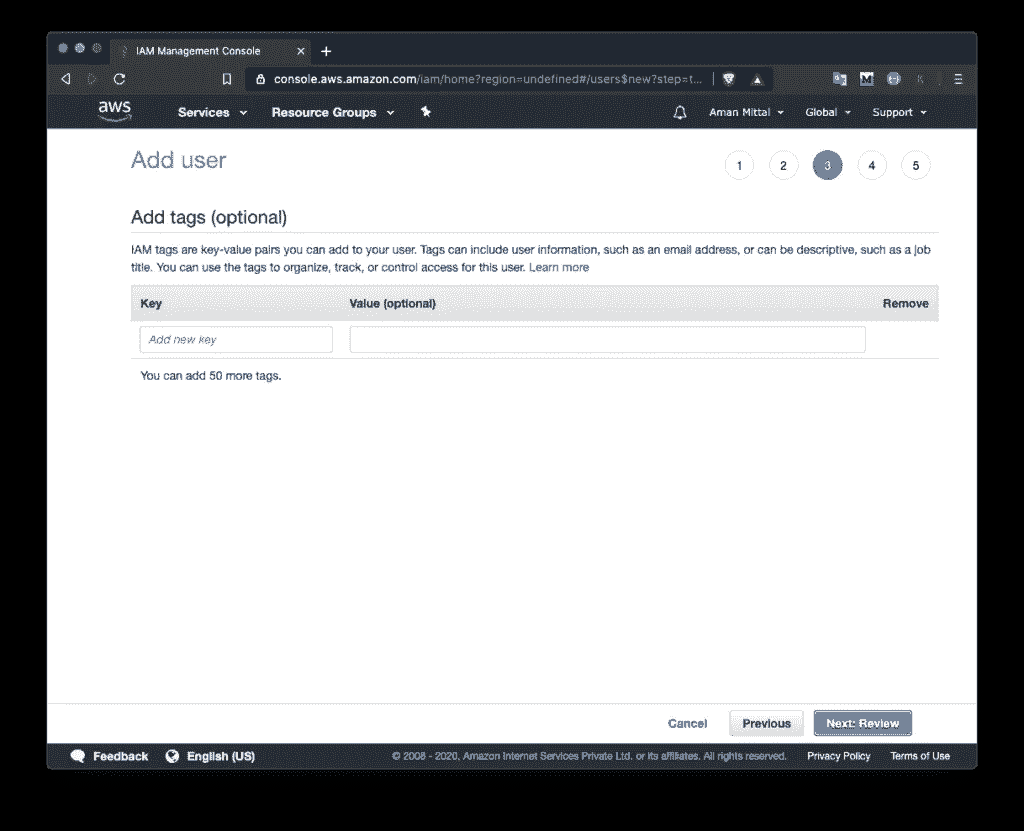 IAM Management Console
console.aws.amazon.com/iam/home?region=undefined#/users$new?step=t...
aws Services Resource Groups Aman Mittal Global Support
Add user 1 2 3 4 5
Add tags (optional)
IAM tags are key-value pairs you can add to your user. Tags can include user information, such as an email address, or can be descriptive, such as a job
title. You can use the tags to organize, track, or control access for this user. Learn more
Key Value (optional) Remove
Add new key
You can add 50 more tags.
Cancel Previous Next: Review
Feedback English (US) © 2008 - 2020, Amazon Internet Services Private Ltd. or its affiliates. All rights reserved. Privacy Policy Terms of Use